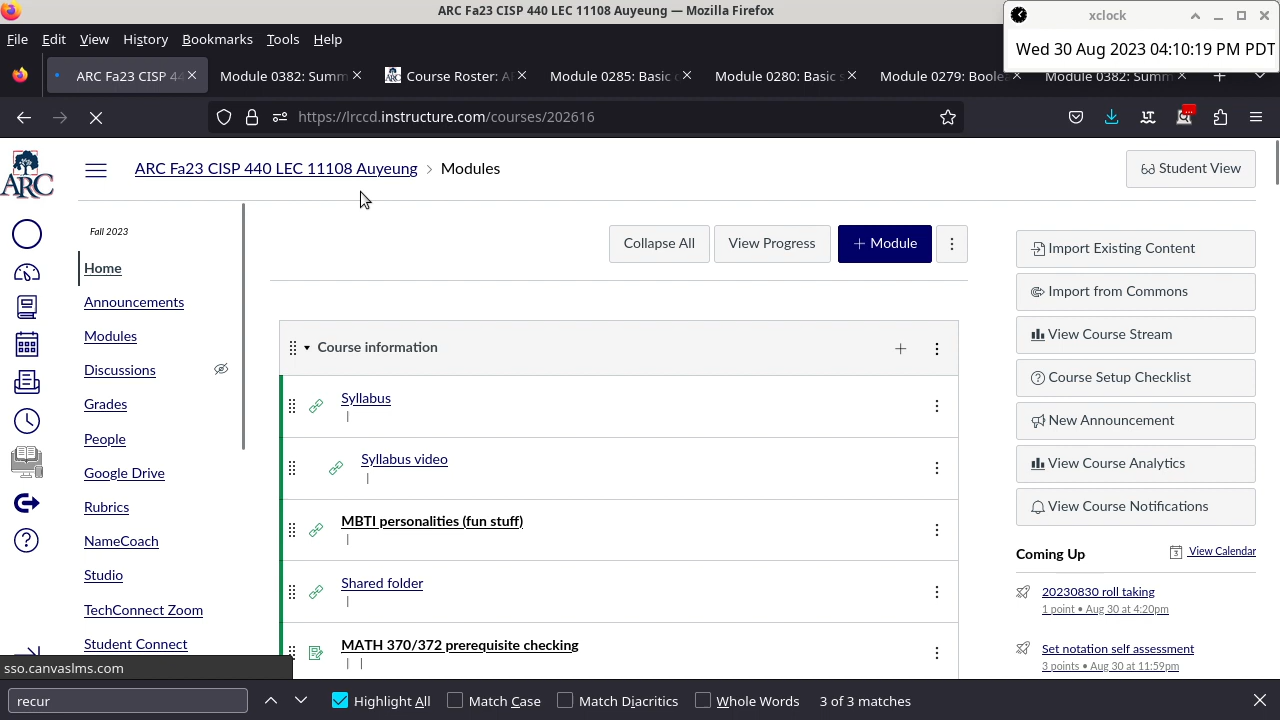 ARC Fa23 CISP 440 LEC 11108 Auyeung — Mozilla Firefox
xclock
Wed 30 Aug 2023 04:10:19 PM PDT
File Edit View History Bookmarks Tools Help
ARC Fa23 CISP 44
Module 0382: Summ
Course Roster: A
Module 0285: Basic c
Module 0280: Basic s
Module 0279: Boole
Module 0382: Summ
https://lrccd.instructure.com/courses/202616
ARC
ARC Fa23 CISP 440 LEC 11108 Auyeung > Modules
Student View
Fall 2023
Home
Announcements
Modules
Discussions
Grades
People
Google Drive
Rubrics
NameCoach
Studio
TechConnect Zoom
Student Connect
Collapse All
View Progress
+ Module
Course information
Syllabus
|
Syllabus video
|
MBTI personalities (fun stuff)
|
Shared folder
|
MATH 370/372 prerequisite checking
| |
Import Existing Content
Import from Commons
View Course Stream
Course Setup Checklist
New Announcement
View Course Analytics
View Course Notifications
Coming Up
View Calendar
20230830 roll taking
1 point • Aug 30 at 4:20pm
Set notation self assessment
3 points • Aug 30 at 11:59pm
sso.canvaslms.com
recur
Highlight All
Match Case
Match Diacritics
Whole Words
3 of 3 matches